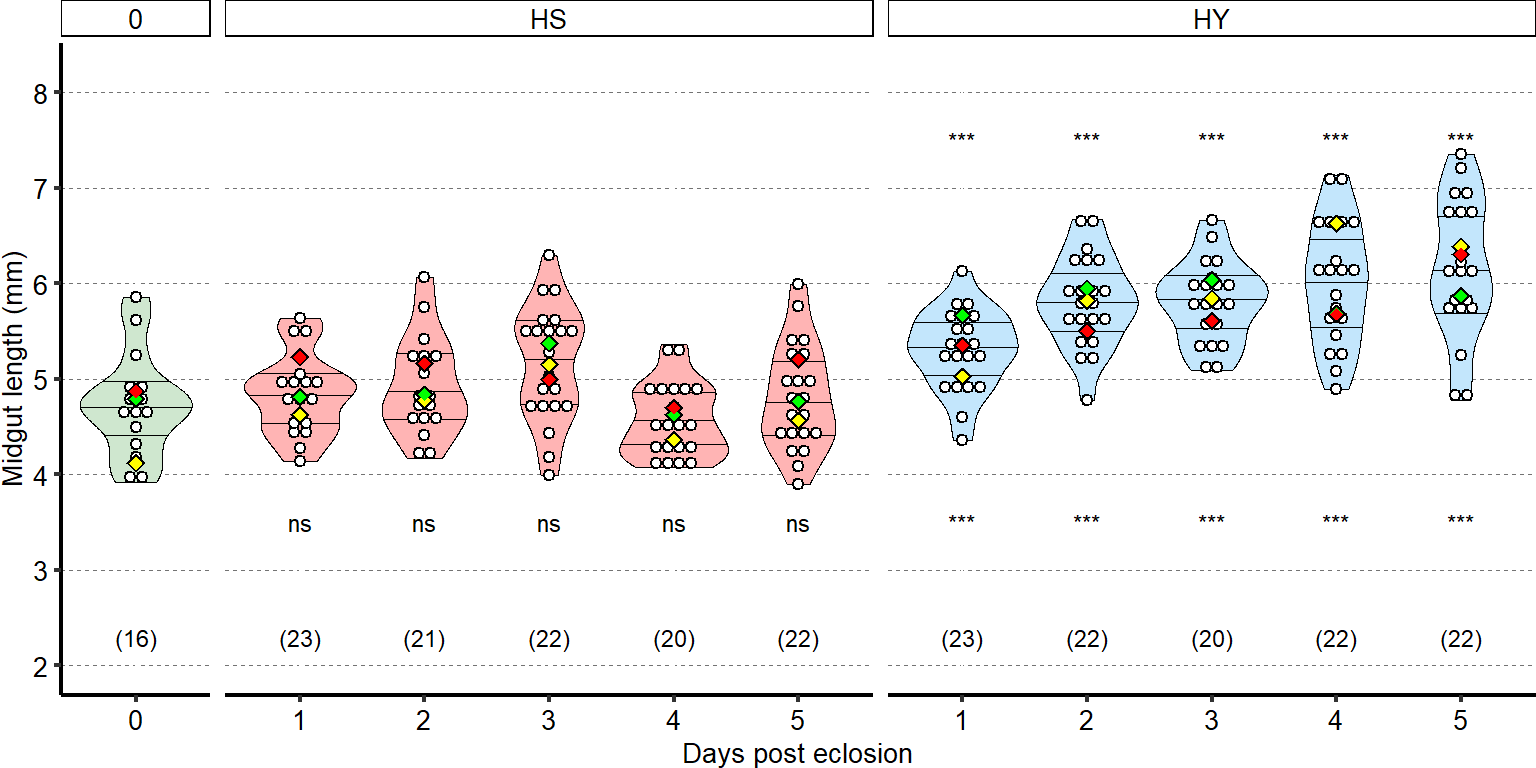 0 HS HY
8
*** *** *** *** ***
7
6
5
4
ns ns ns ns ns *** *** *** *** ***
3
(16) (23) (21) (22) (20) (22) (23) (22) (20) (22) (22)
2
Midgut length (mm)
0 1 2 3 4 5 1 2 3 4 5
Days post eclosion